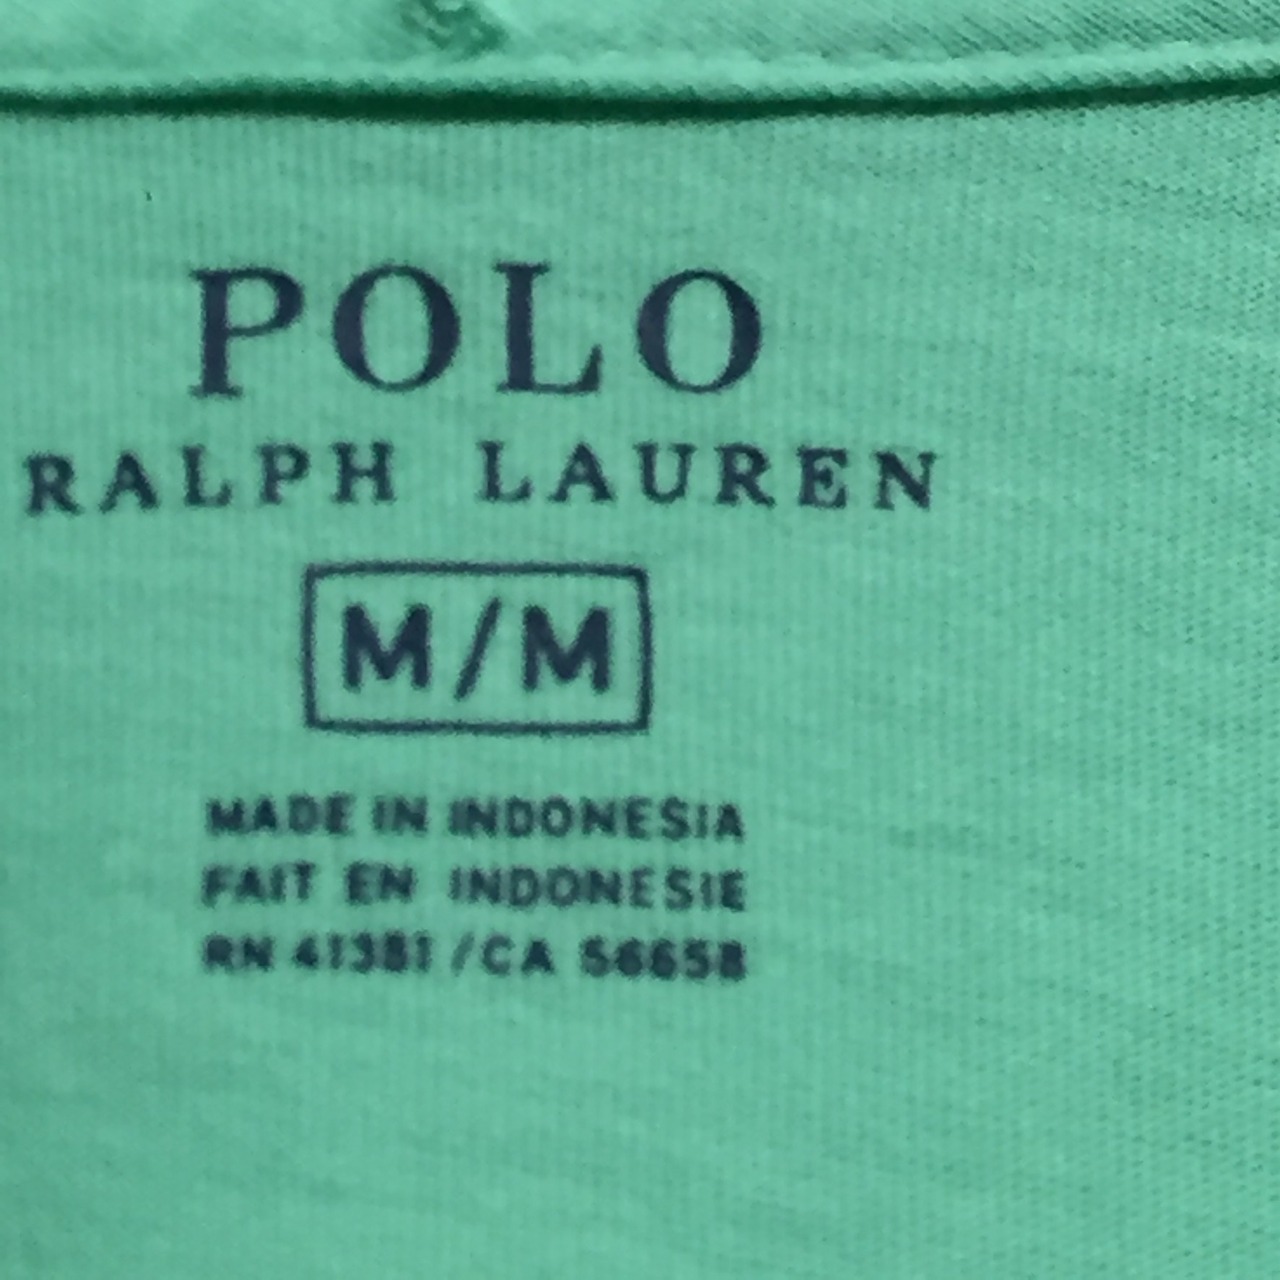 POLO
RALPH LAUREN
M/M
MADE IN INDONESIA
FAIT EN INDONESIE
RN 41381 /CA 56658